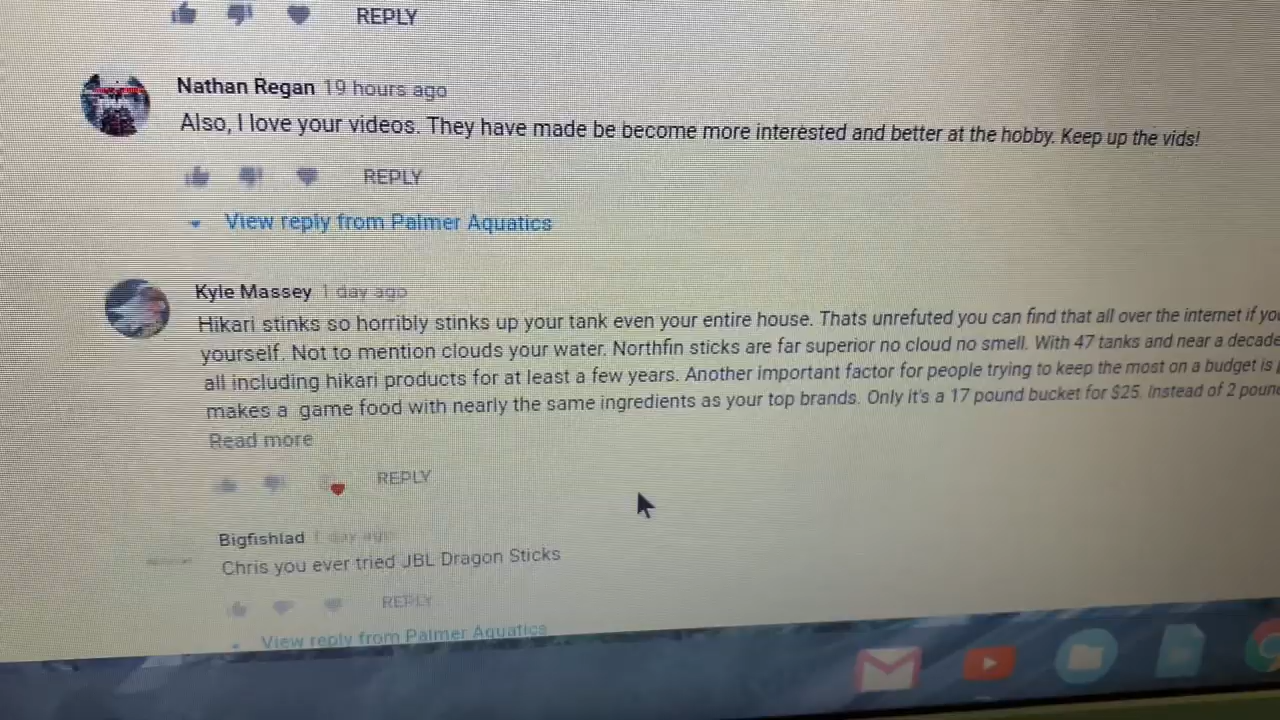 REPLY
Nathan Regan 19 hours ago
Also, I love your videos. They have made be become more interested and better at the hobby. Keep up the vids!
REPLY
View reply from Palmer Aquatics
Kyle Massey 1 day ago
Hikari stinks so horribly stinks up your tank even your entire house. Thats unrefuted you can find that all over the internet if
yourself. Not to mention clouds your water. Northfin sticks are far superior no cloud no smell. With 47 tanks and near a decade
all including hikari products for at least a few years. Another important factor for people trying to keep the most on a budget is
makes a game food with nearly the same ingredients as your top brands. Only it's a 17 pound bucket for $25. Instead of 2
Read more
REPLY
Bigfishlad 1 day ago
Chris you ever tried JBL Dragon Sticks
REPLY
View reply from Palmer Aquatics